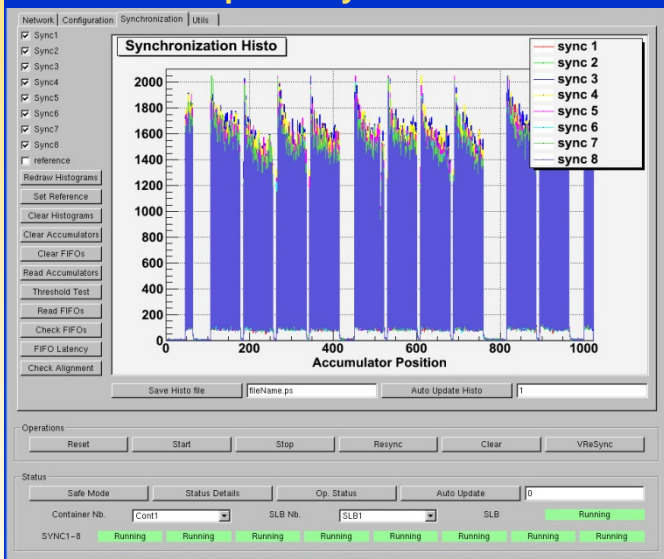 Network Configuration Synchronization Utils
Sync1
Sync2
Sync3
Sync4
Sync5
Sync6
Sync7
Sync8
reference
Redraw Histograms
Set Reference
Clear Histograms
Clear Accumulators
Clear FIFOs
Read Accumulators
Threshold Test
Read FIFOs
Check FIFOs
FIFO Latency
Check Alignment
Synchronization Histo
sync 1
sync 2
sync 3
sync 4
sync 5
sync 6
sync 7
sync 8
2000
1800
1600
1400
1200
1000
800
600
400
200
0
0 200 400 600 800 1000
Accumulator Position
Save Histo file fileName.ps Auto Update Histo 1
Operations
Reset Start Stop Resync Clear VReSync
Status
Safe Mode Status Details Op. Status Auto Update 0
Container Nb. Cont1 SLB Nb. SLB1 SLB Running
SYNC1-8 Running Running Running Running Running Running Running Running